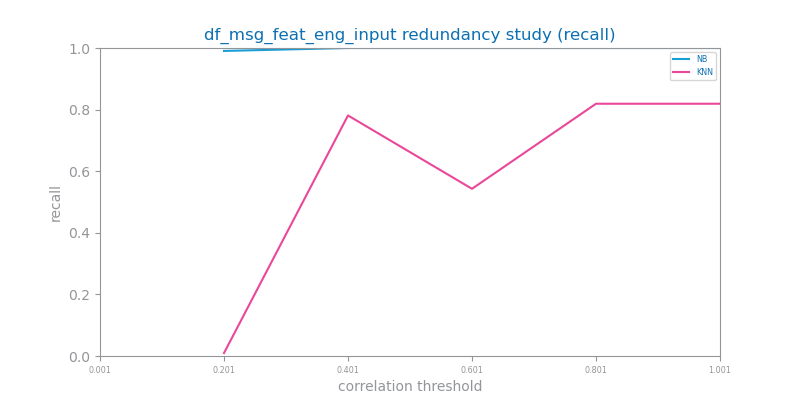 df_msg_feat_eng_input redundancy study (recall)
1.0
0.8
0.6
0.4
0.2
0.0
recall
NB
KNN
0.001 0.201 0.401 0.601 0.801 1.001
correlation threshold